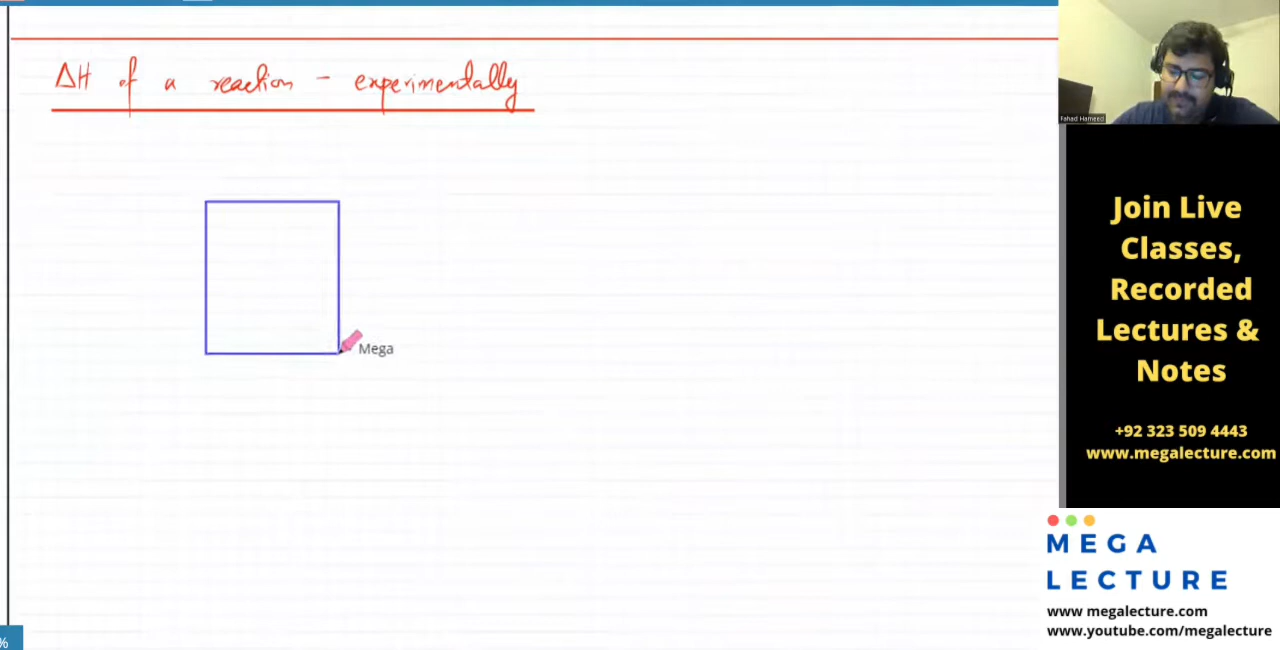 ΔH of a reaction - experimentally
Mega
Fahad Hameed
Join Live
Classes,
Recorded
Lectures &
Notes
+92 323 509 4443
www.megalecture.com
MEGA
LECTURE
www megalecture.com
www.youtube.com/megalecture
%